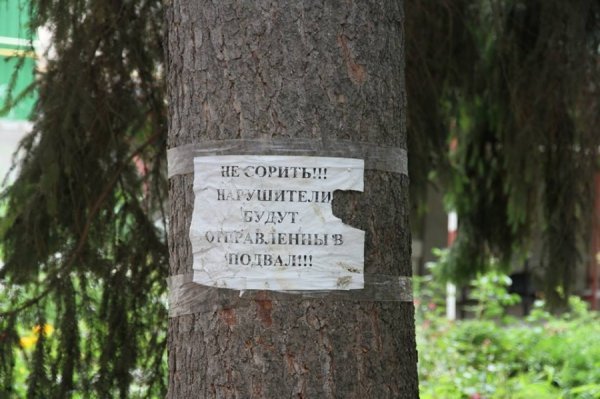 НЕ СОРИТЬ!!!
НАРУШИТЕЛИ
БУДУТ
ОТПРАВЛЕННЫ В
ПОДВАЛ!!!